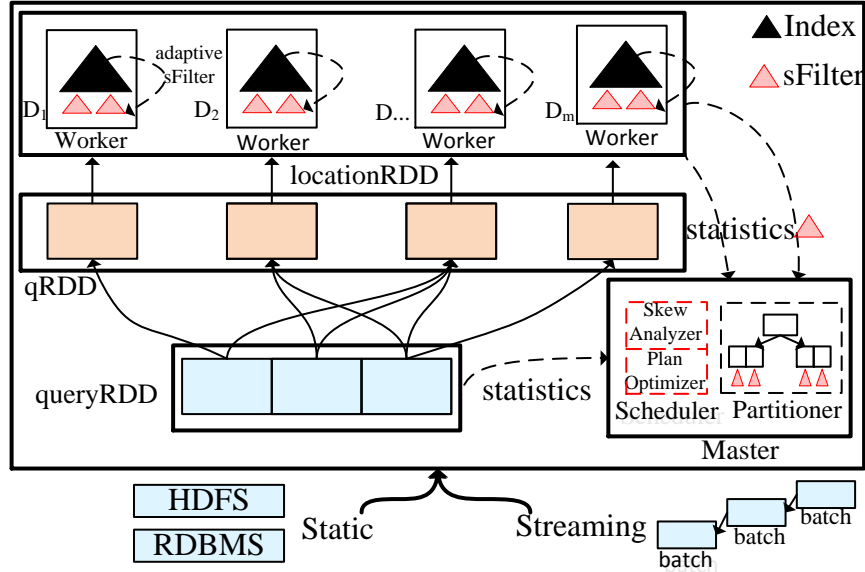 Index
sFilter
adaptive
sFilter
D1
D2
D...
Dm
Worker
Worker
Worker
Worker
locationRDD
qRDD
statistics
queryRDD
statistics
Skew
Analyzer
Plan
Optimizer
Scheduler
Partitioner
Master
HDFS
RDBMS
Static
Streaming
batch
batch
batch